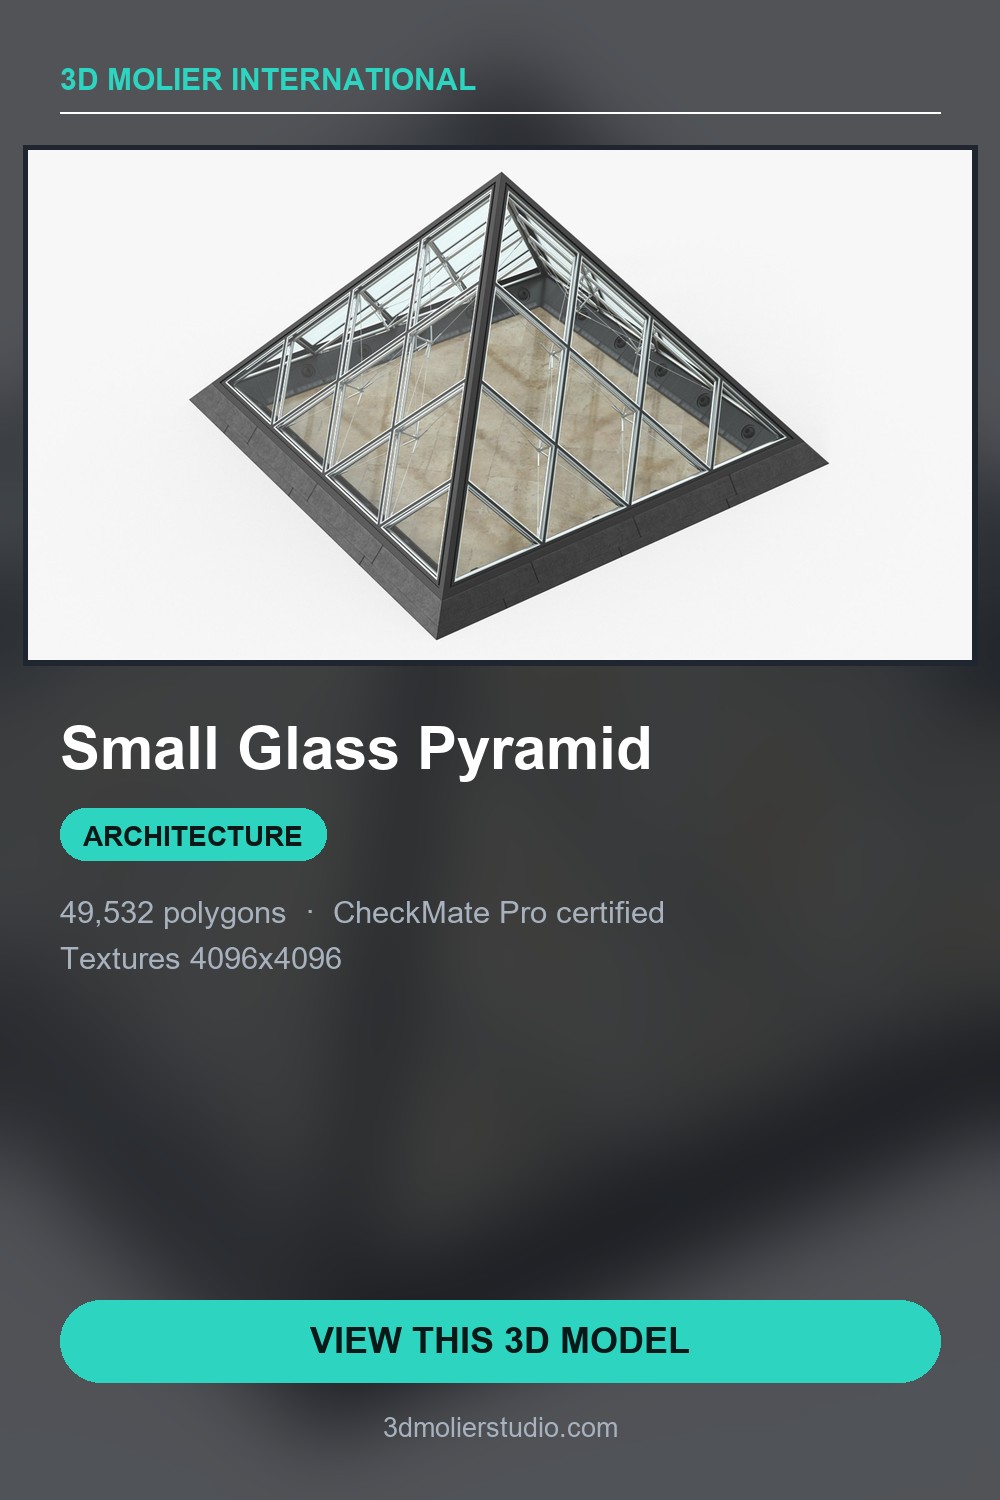 3D MOLIER INTERNATIONAL
Small Glass Pyramid
ARCHITECTURE
49,532 polygons · CheckMate Pro certified
Textures 4096x4096
VIEW THIS 3D MODEL
3dmolierstudio.com